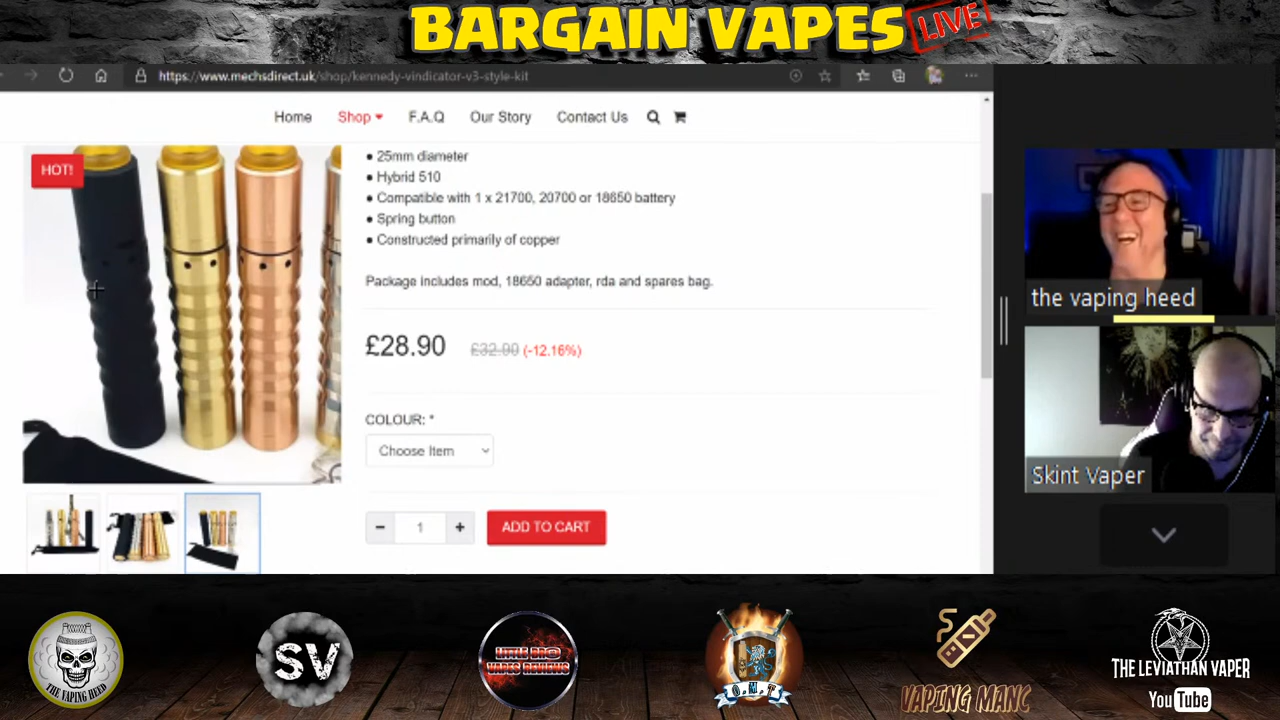 BARGAIN VAPES LIVE
https://www.mechsdirect.uk/shop/kennedy-vindicator-v3-style-kit
Home Shop F.A.Q Our Story Contact Us
HOT!
● 25mm diameter
● Hybrid 510
● Compatible with 1 x 21700, 20700 or 18650 battery
● Spring button
● Constructed primarily of copper
Package includes mod, 18650 adapter, rda and spares bag.
£28.90 £32.90 (-12.16%)
COLOUR: *
Choose Item
− 1 + ADD TO CART
the vaping heed
Skint Vaper
THE VAPING HEED
SV
LITTLE BRO
VAPES REVIEWS
O.M.T
VAPING MANC
THE LEVIATHAN VAPER
YouTube